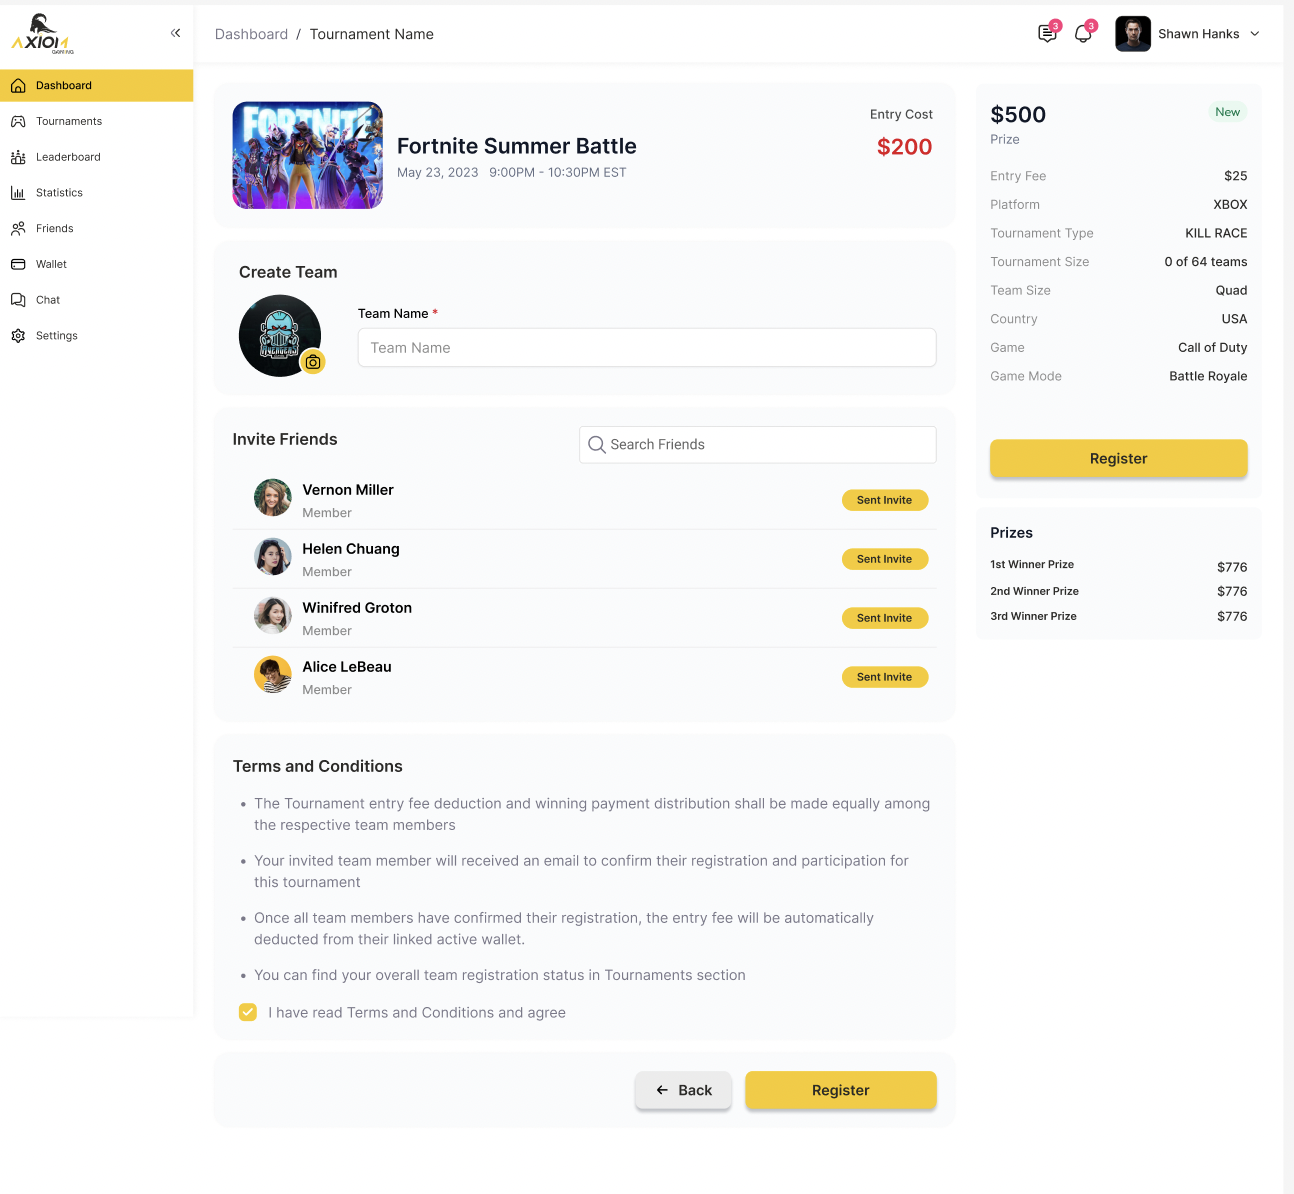 AXIOM
GAMING
Dashboard / Tournament Name
3
3
Shawn Hanks
Dashboard
Tournaments
Leaderboard
Statistics
Friends
Wallet
Chat
Settings
FORTNITE
Fortnite Summer Battle
May 23, 2023 9:00PM - 10:30PM EST
Entry Cost
$200
Create Team
AVENGERS
Team Name *
Team Name
Invite Friends
Search Friends
Vernon Miller
Member
Sent Invite
Helen Chuang
Member
Sent Invite
Winifred Groton
Member
Sent Invite
Alice LeBeau
Member
Sent Invite
Terms and Conditions
• The Tournament entry fee deduction and winning payment distribution shall be made equally among
the respective team members
• Your invited team member will received an email to confirm their registration and participation for
this tournament
• Once all team members have confirmed their registration, the entry fee will be automatically
deducted from their linked active wallet.
• You can find your overall team registration status in Tournaments section
I have read Terms and Conditions and agree
Back
Register
$500
New
Prize
Entry Fee $25
Platform XBOX
Tournament Type KILL RACE
Tournament Size 0 of 64 teams
Team Size Quad
Country USA
Game Call of Duty
Game Mode Battle Royale
Register
Prizes
1st Winner Prize $776
2nd Winner Prize $776
3rd Winner Prize $776